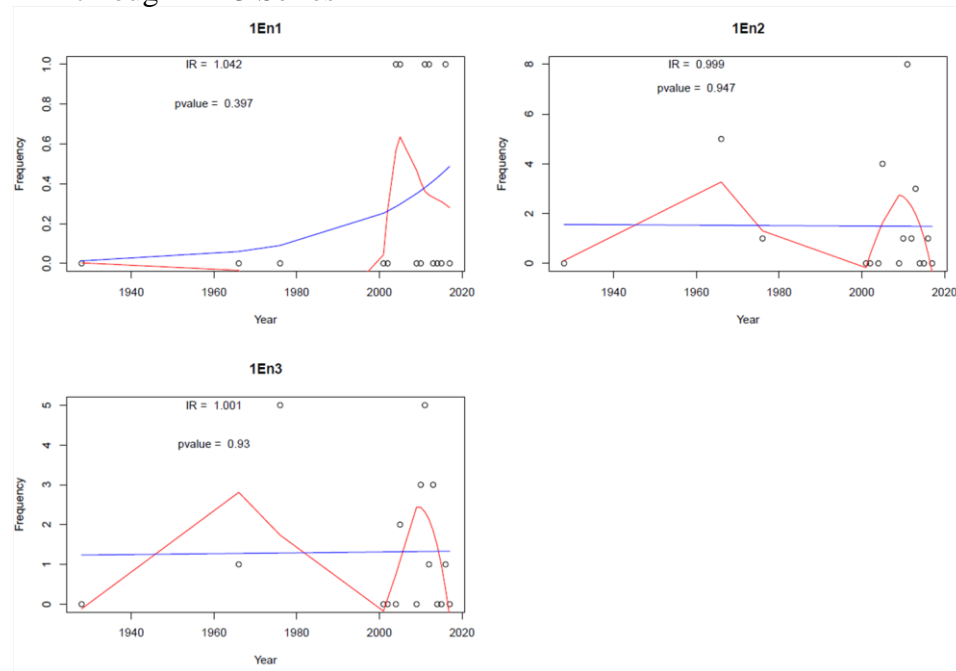 1En1
IR = 1.042
pvalue = 0.397
Frequency
0.0 0.2 0.4 0.6 0.8 1.0
1940 1960 1980 2000 2020
Year
1En2
IR = 0.999
pvalue = 0.947
Frequency
0 2 4 6 8
1940 1960 1980 2000 2020
Year
1En3
IR = 1.001
pvalue = 0.93
Frequency
0 1 2 3 4 5
1940 1960 1980 2000 2020
Year